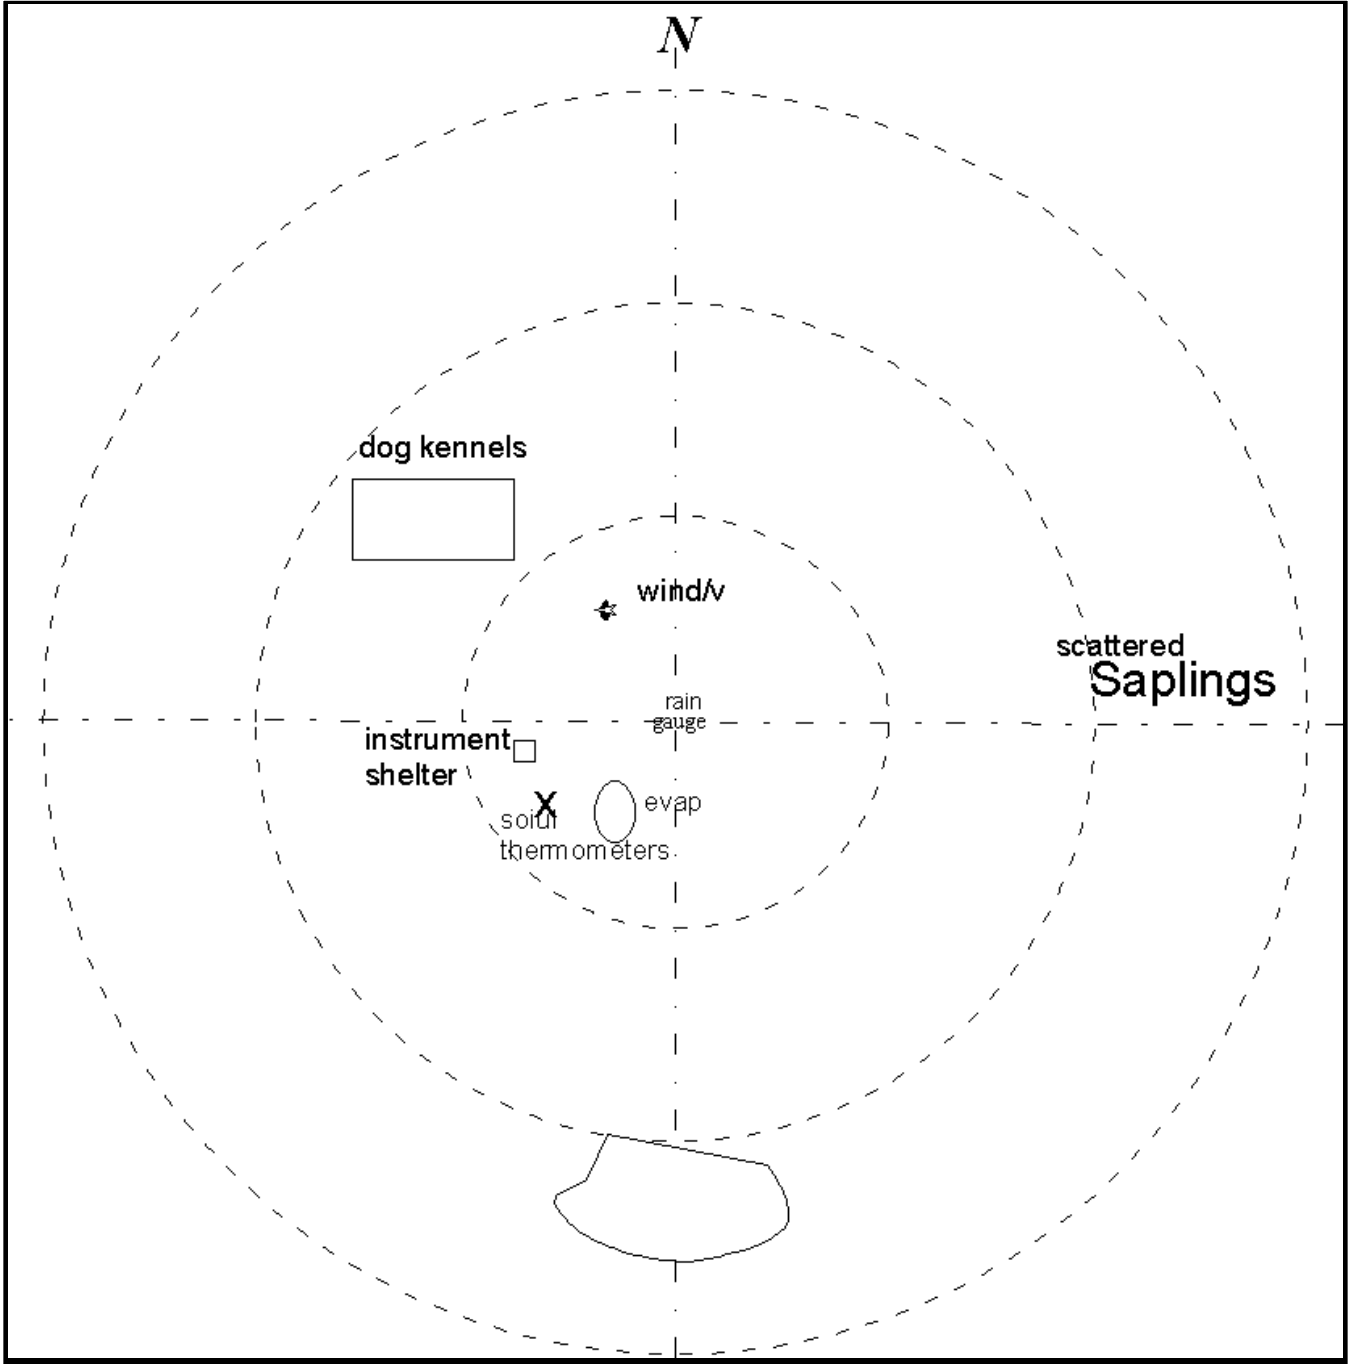 N
dog kennels
wind/v
scattered
Saplings
rain
gauge
instrument
shelter
X
evap
soiul
thermometers